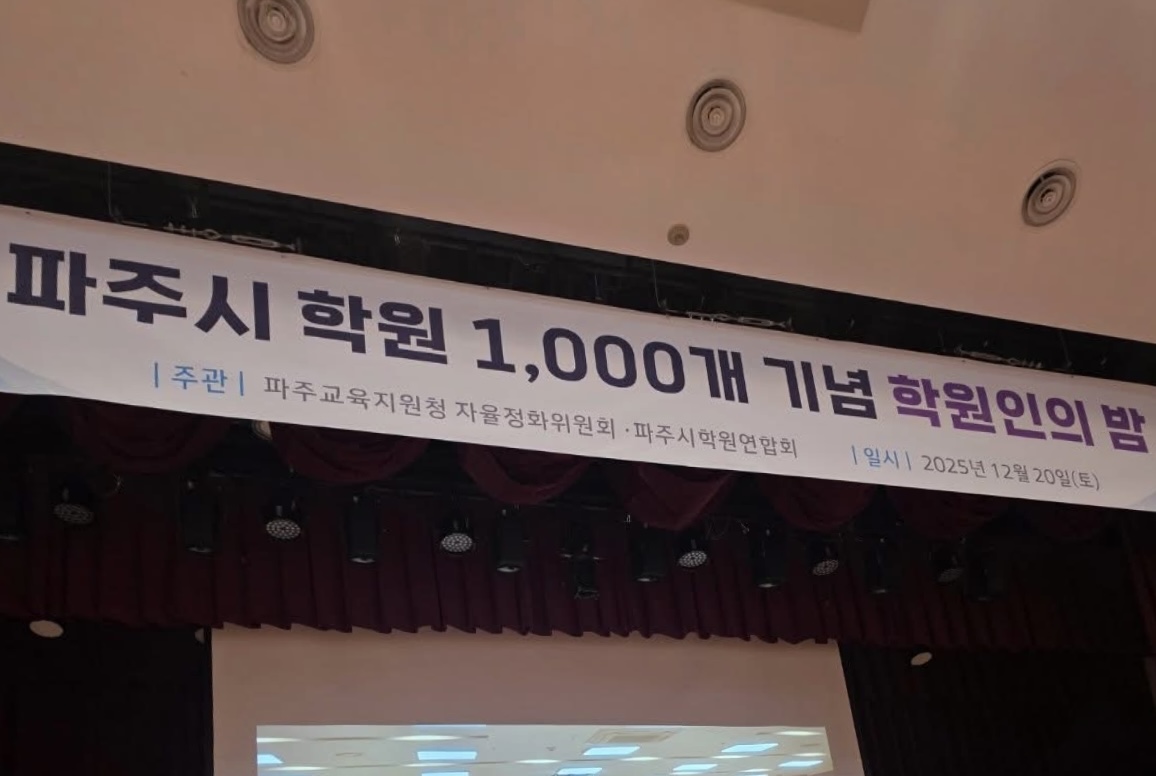 파주시 학원 1,000개 기념 학원인의 밤
|주관| 파주교육지원청 자율정화위원회 · 파주시학원연합회 |일시| 2025년 12월 20일(토)